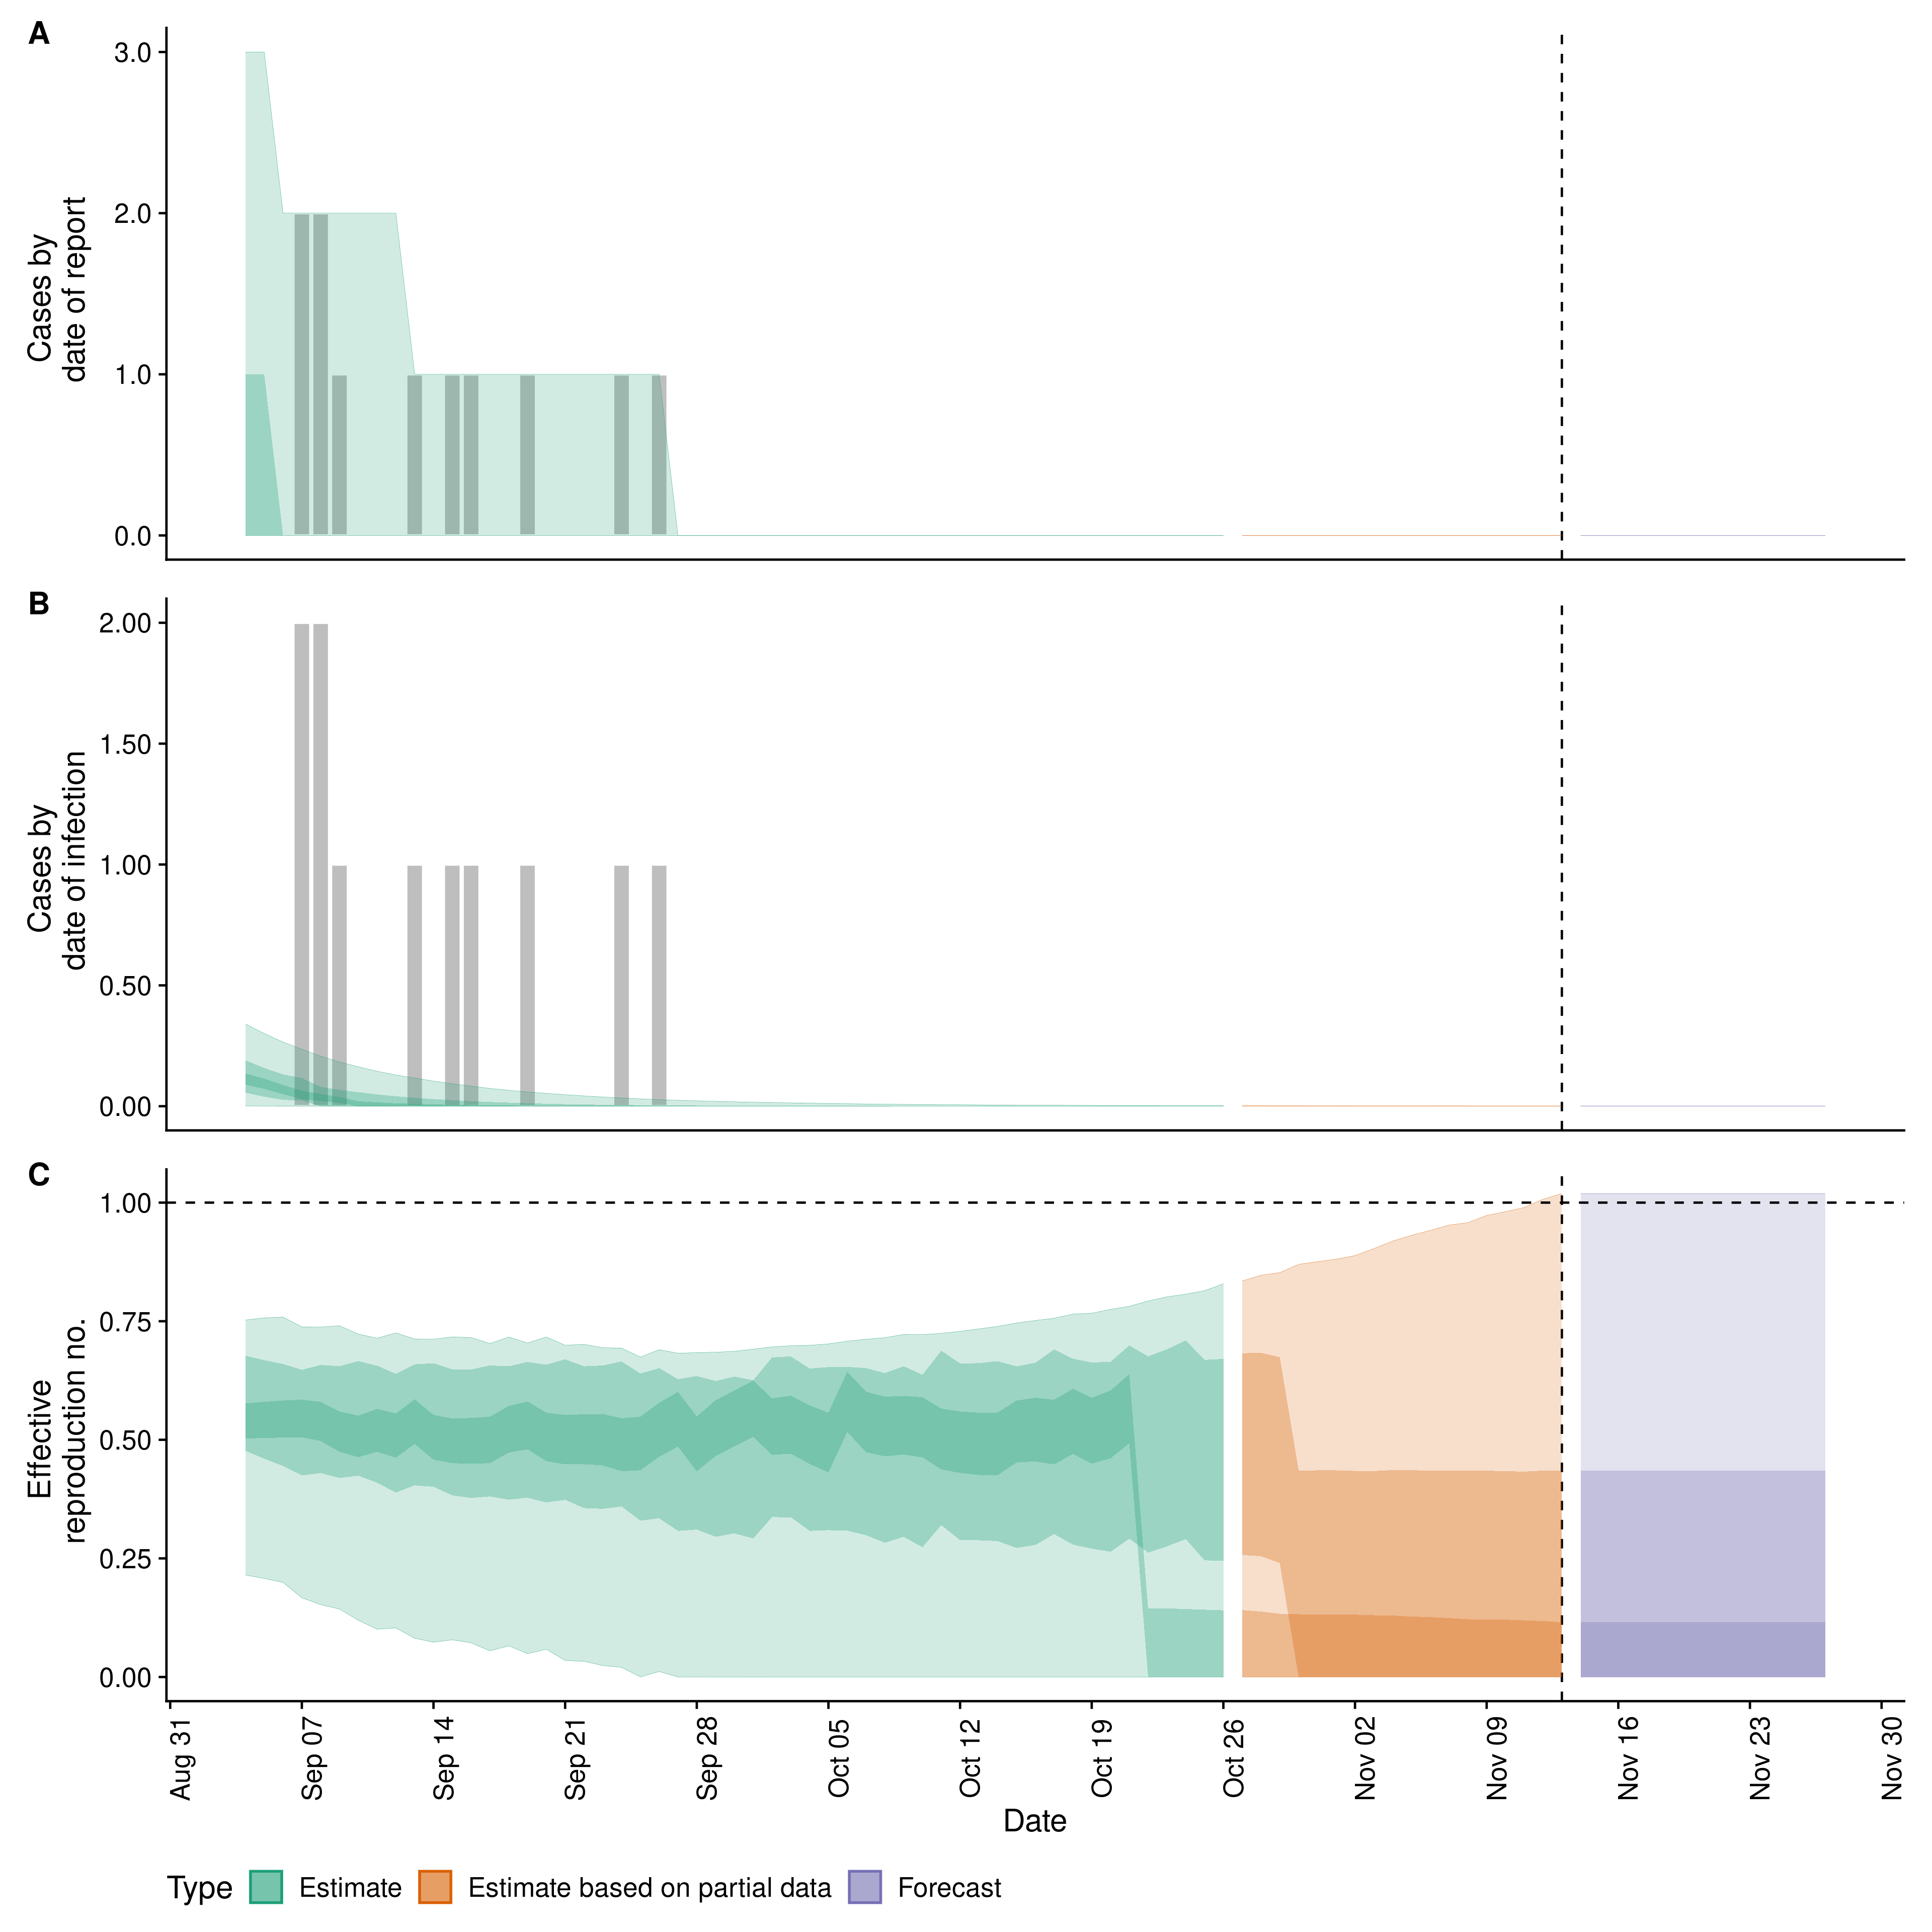 A
Cases by
date of report
3.0
2.0
1.0
0.0
B
Cases by
date of infection
2.00
1.50
1.00
0.50
0.00
C
Effective
reproduction no.
1.00
0.75
0.50
0.25
0.00
Aug 31
Sep 07
Sep 14
Sep 21
Sep 28
Oct 05
Oct 12
Oct 19
Oct 26
Nov 02
Nov 09
Nov 16
Nov 23
Nov 30
Date
Type Estimate Estimate based on partial data Forecast